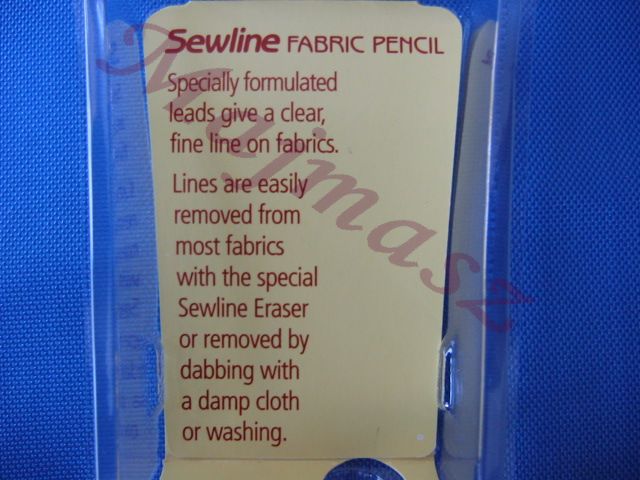 Sewline FABRIC PENCIL
Specially formulated
leads give a clear,
fine line on fabrics.
Lines are easily
removed from
most fabrics
with the special
Sewline Eraser
or removed by
dabbing with
a damp cloth
or washing.
Majmasz